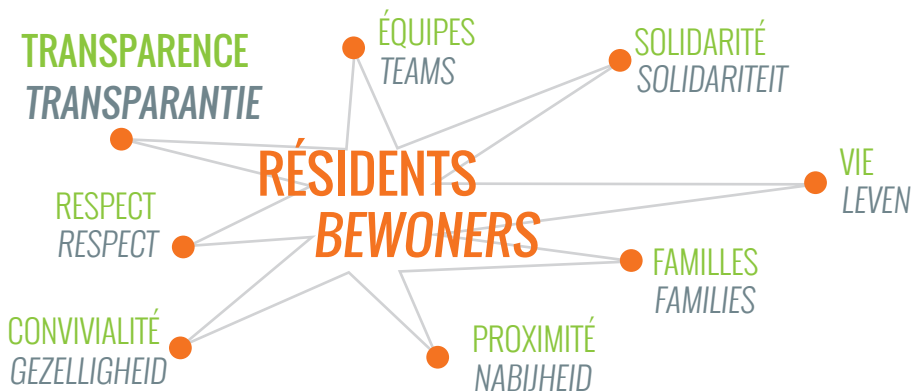 TRANSPARENCE
TRANSPARANTIE
ÉQUIPES
TEAMS
SOLIDARITÉ
SOLIDARITEIT
RÉSIDENTS
BEWONERS
VIE
LEVEN
RESPECT
RESPECT
FAMILLES
FAMILIES
CONVIVIALITÉ
GEZELLIGHEID
PROXIMITÉ
NABIJHEID